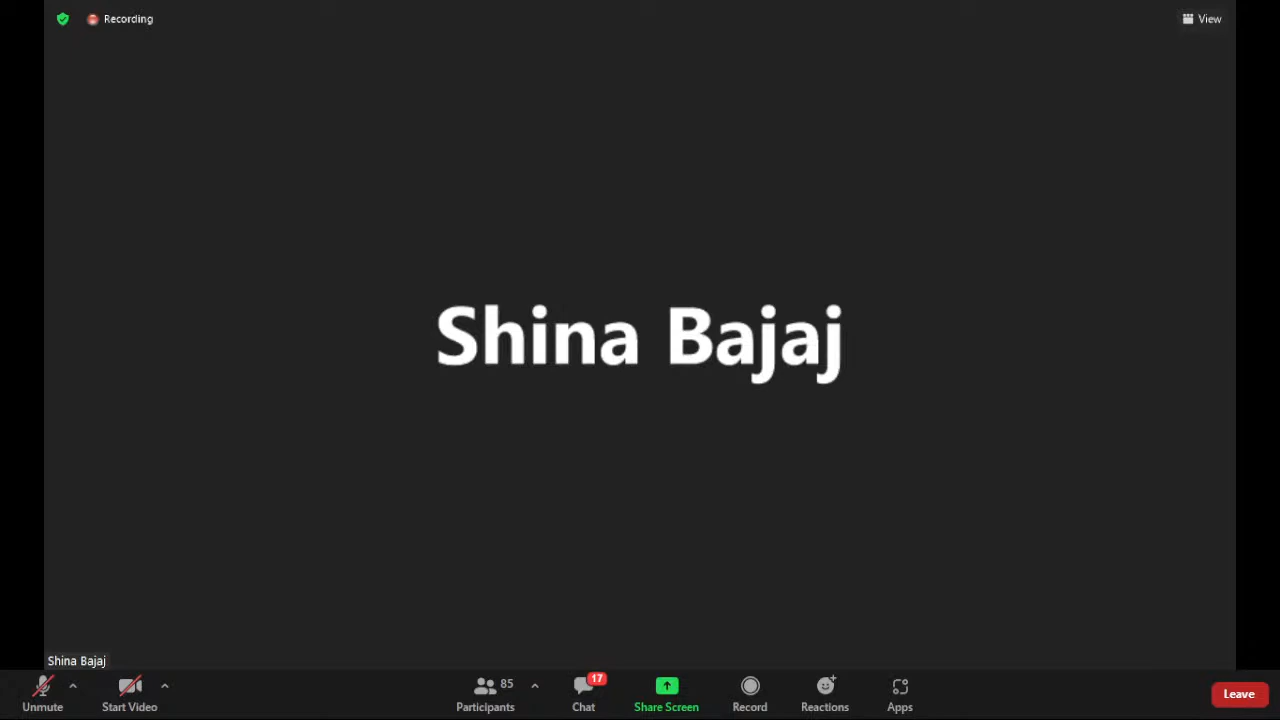 Recording
View
Shina Bajaj
Shina Bajaj
85
17
Unmute
Start Video
Participants
Chat
Share Screen
Record
Reactions
Apps
Leave